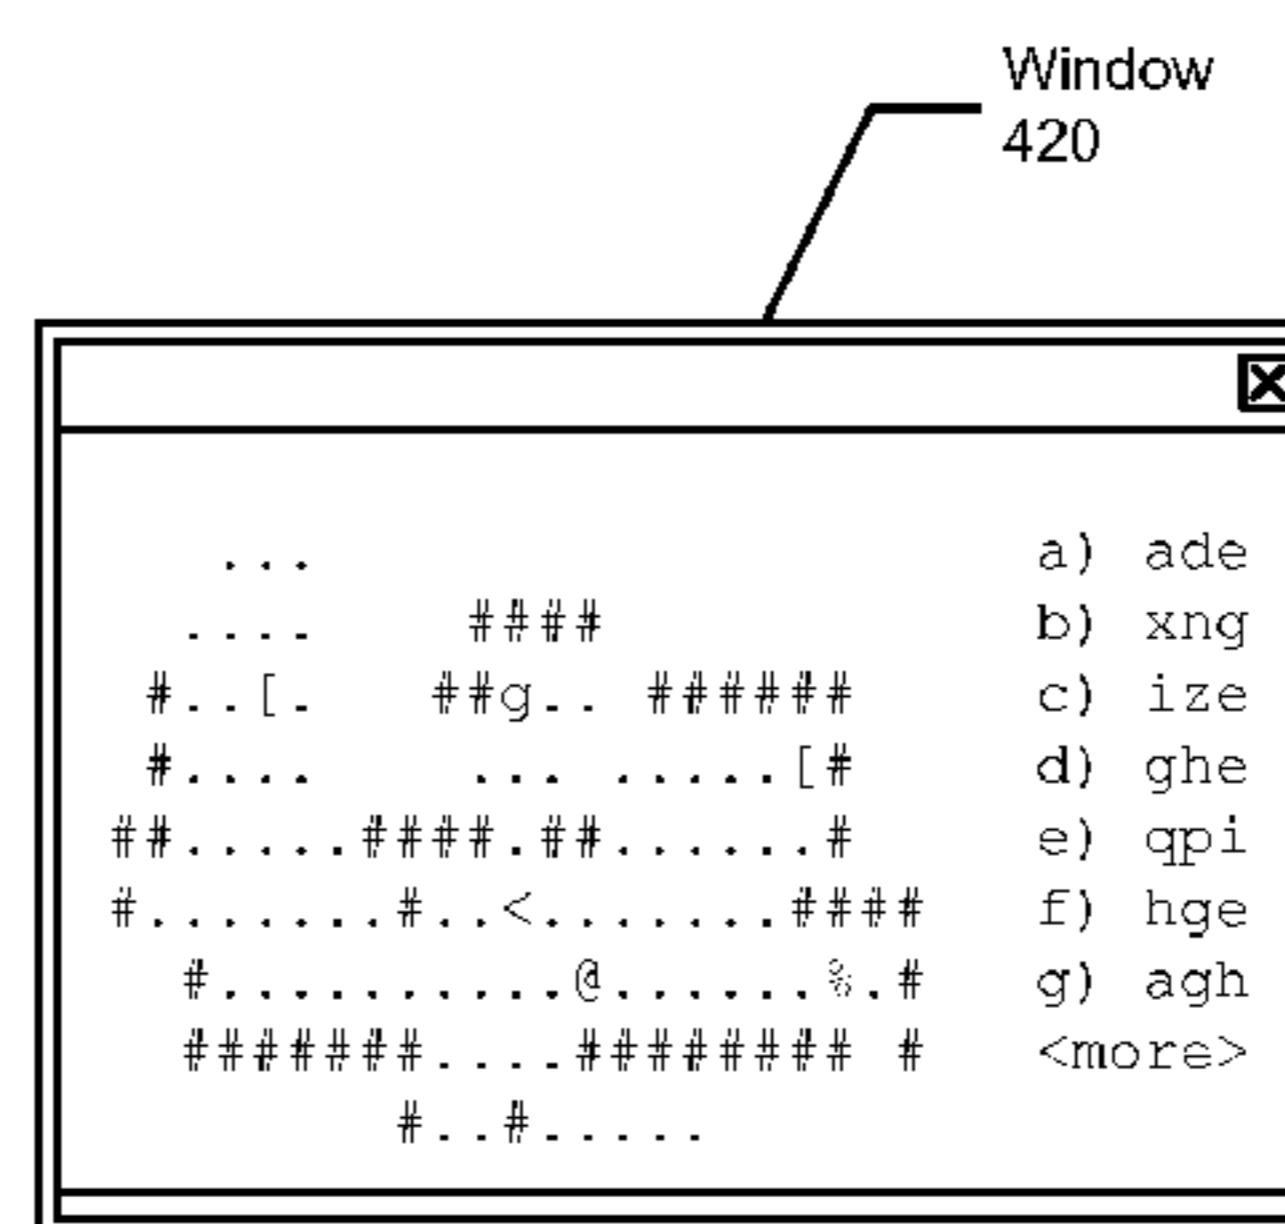 Window
420
   ...                    a) ade
  ....    ####            b) xng
 #..[.   ##g.. ######     c) ize
 #....    ... .....[#     d) ghe
##.....####.##......#     e) qpi
#.......#..<.......####   f) hge
  #..........@......%.#   g) agh
  #######....######## #   <more>
        #..#.....